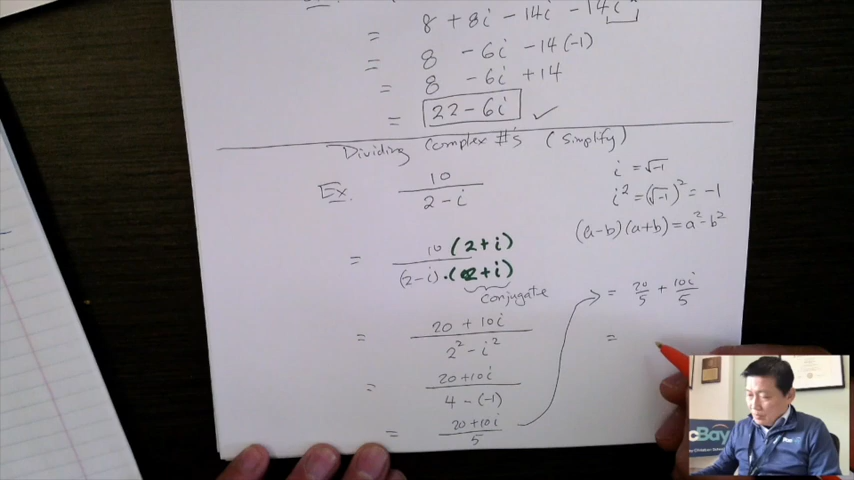 = 8 + 8i - 14i - 14i
= 8 - 6i - 14(-1)
= 8 - 6i + 14
= 22 - 6i ✓
Dividing Complex #'s (Simplify)
Ex. 10 / (2 - i)
= 10(2+i) / (2-i)·(2+i)
conjugate
= (20 + 10i) / (2² - i²)
= (20+10i) / (4 - (-1))
= (20+10i) / 5
i = √-1
i² = (√-1)² = -1
(a-b)(a+b) = a² - b²
= 20/5 + 10i/5
=
cBay